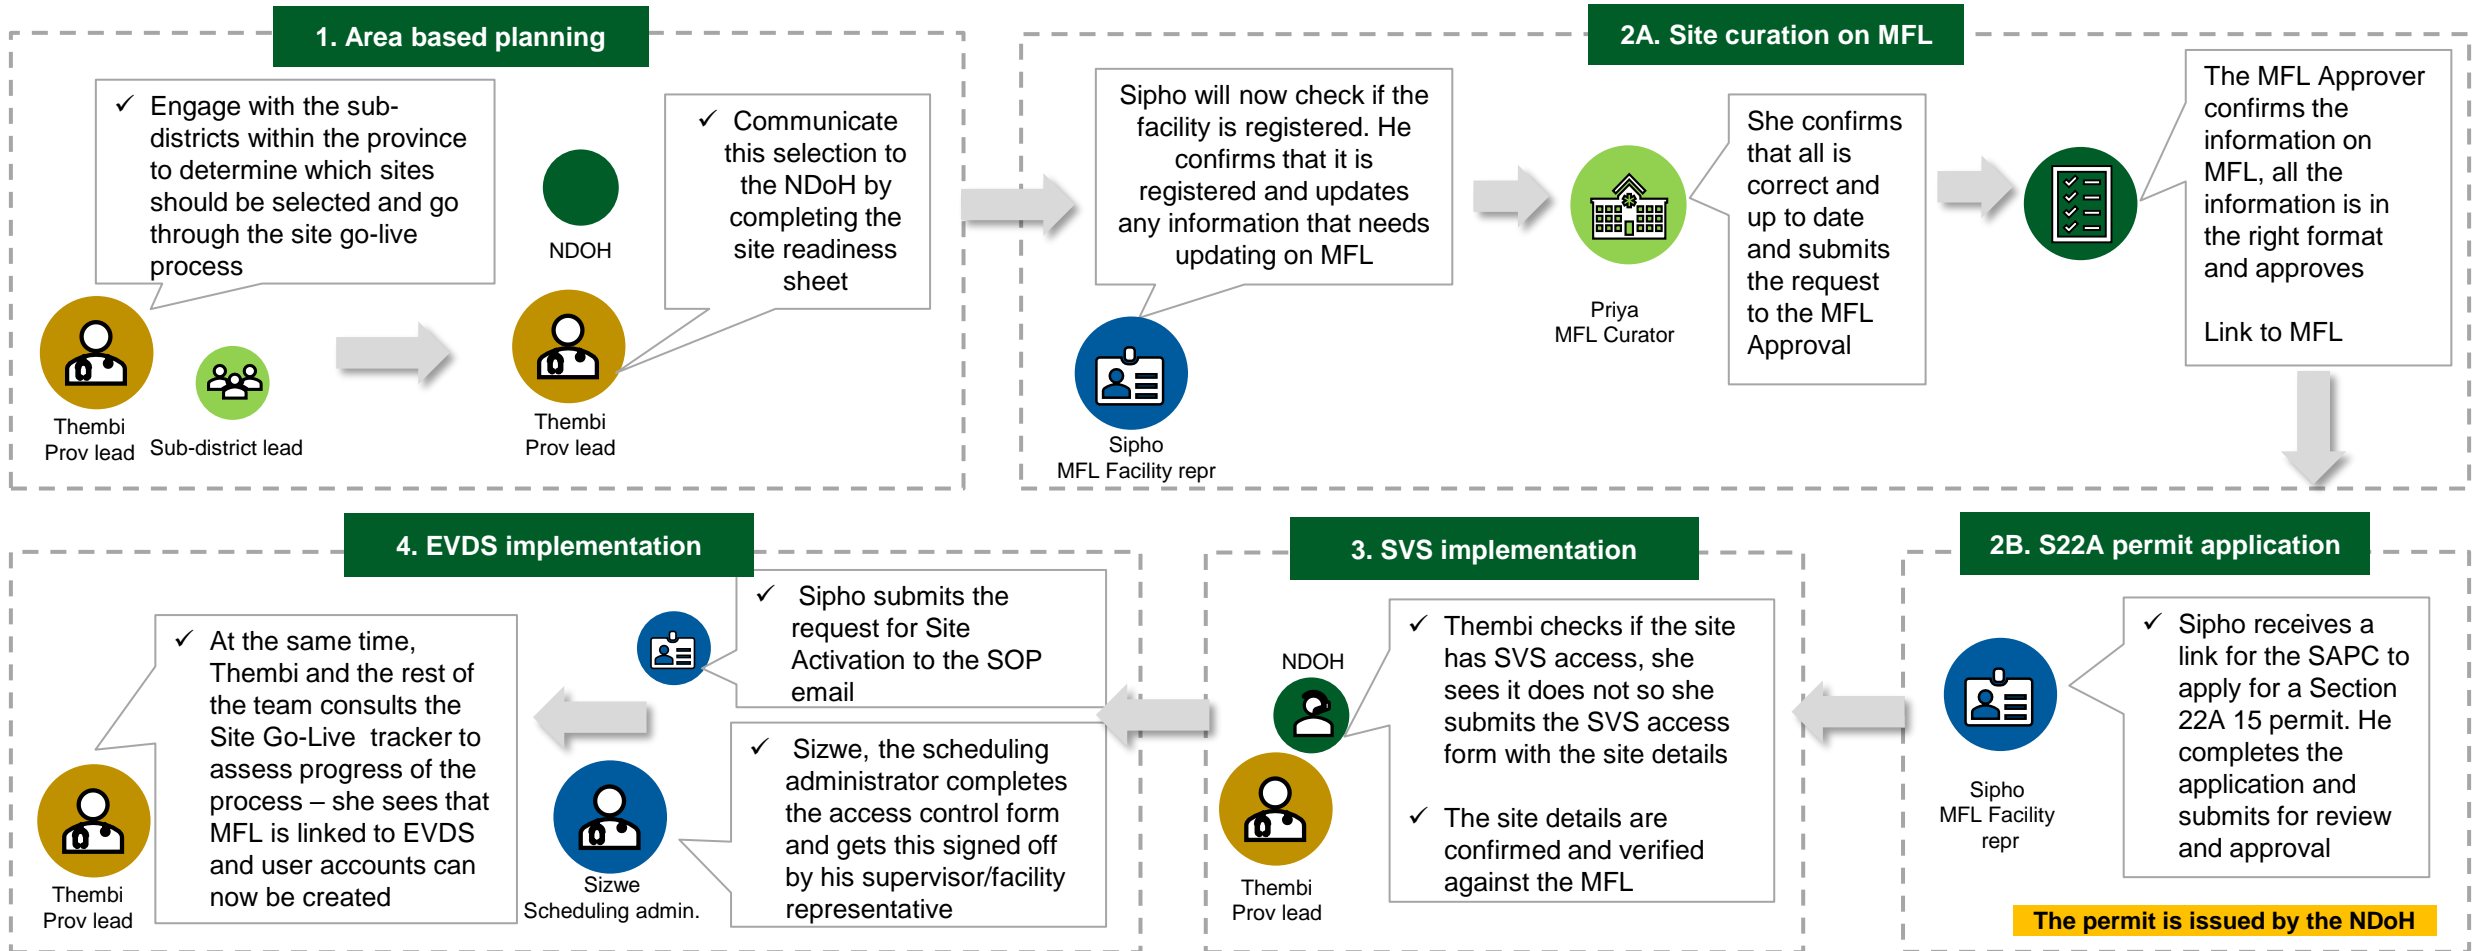 1. Area based planning
✓ Engage with the sub-
districts within the province
to determine which sites
should be selected and go
through the site go-live
process
Thembi
Prov lead
Sub-district lead
NDOH
✓ Communicate
this selection to
the NDoH by
completing the
site readiness
sheet
Thembi
Prov lead
2A. Site curation on MFL
Sipho will now check if the
facility is registered. He
confirms that it is
registered and updates
any information that needs
updating on MFL
Sipho
MFL Facility repr
She confirms
that all is
correct and
up to date
and submits
the request
to the MFL
Approval
Priya
MFL Curator
The MFL Approver
confirms the
information on
MFL, all the
information is in
the right format
and approves
Link to MFL
2B. S22A permit application
✓ Sipho receives a
link for the SAPC to
apply for a Section
22A 15 permit. He
completes the
application and
submits for review
and approval
Sipho
MFL Facility
repr
The permit is issued by the NDoH
3. SVS implementation
NDOH
✓ Thembi checks if the site
has SVS access, she
sees it does not so she
submits the SVS access
form with the site details
✓ The site details are
confirmed and verified
against the MFL
Thembi
Prov lead
4. EVDS implementation
✓ Sipho submits the
request for Site
Activation to the SOP
email
✓ Sizwe, the scheduling
administrator completes
the access control form
and gets this signed off
by his supervisor/facility
representative
Sizwe
Scheduling admin.
✓ At the same time,
Thembi and the rest of
the team consults the
Site Go-Live tracker to
assess progress of the
process – she sees that
MFL is linked to EVDS
and user accounts can
now be created
Thembi
Prov lead